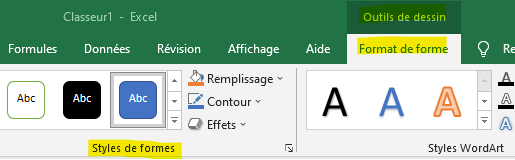 Classeur1 - Excel Outils de dessin
Formules Données Révision Affichage Aide Format de forme
Abc Abc Abc Remplissage A A A
Contour
Effets
Styles de formes Styles WordArt